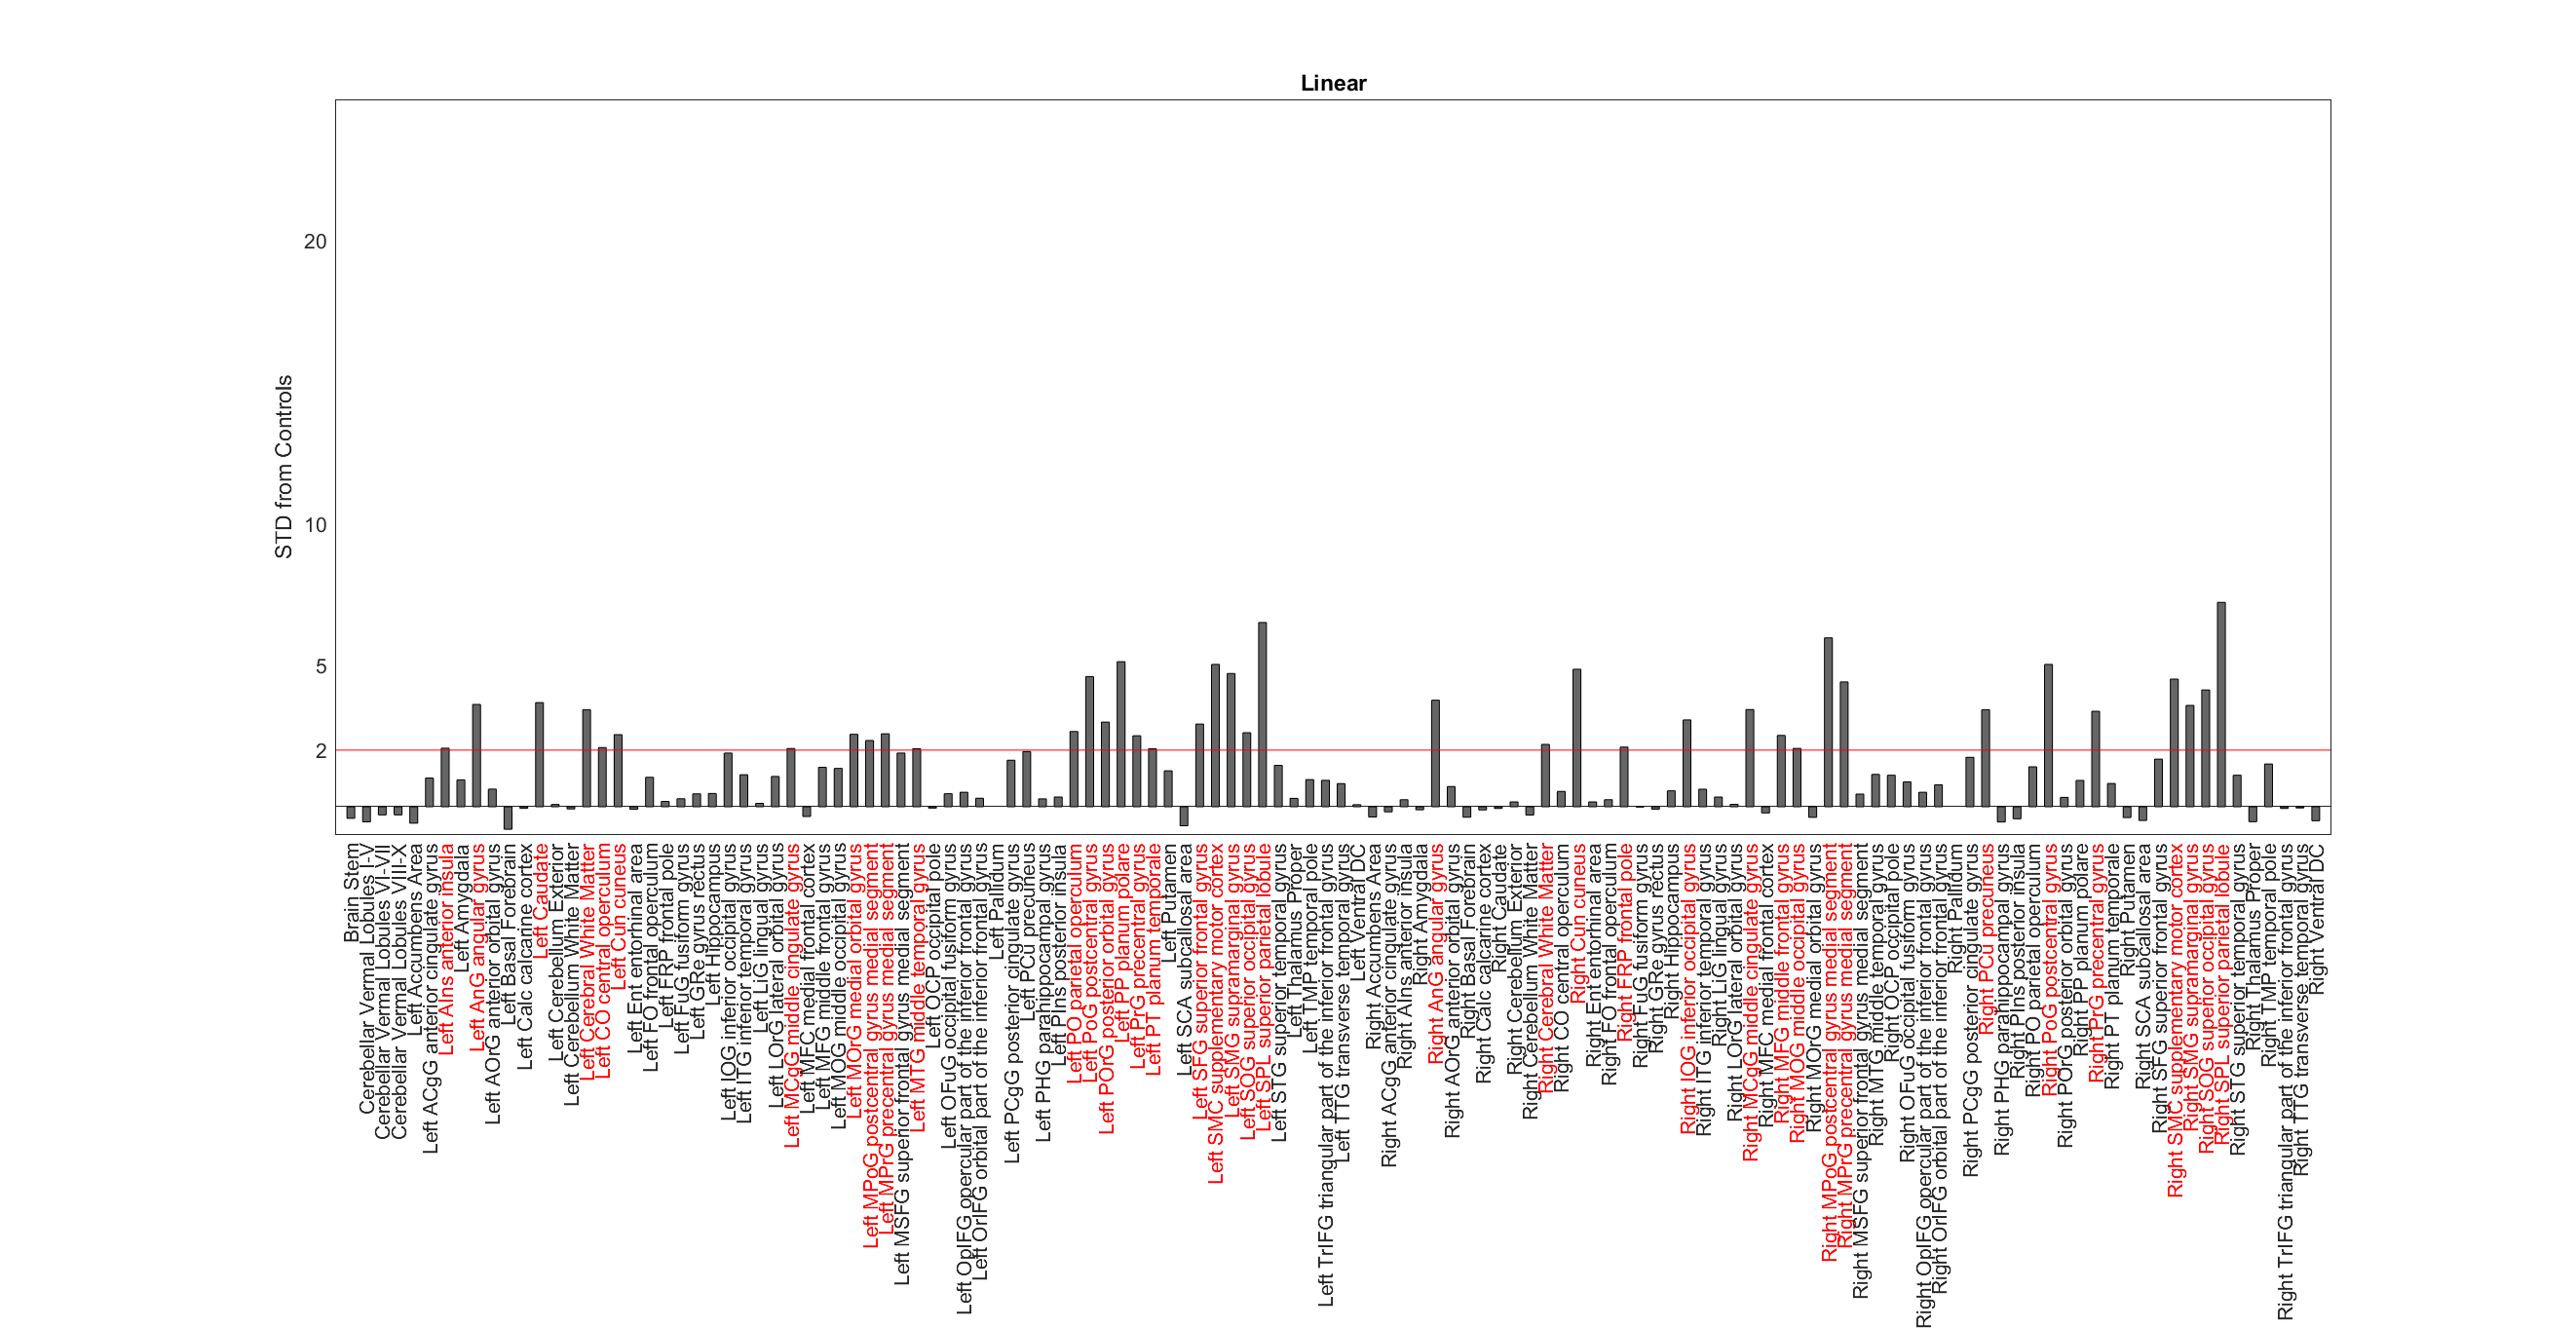 Linear
STD from Controls
20
10
5
2
Brain Stem
Cerebellar Vermal Lobules I-V
Cerebellar Vermal Lobules VI-VII
Cerebellar Vermal Lobules VIII-X
Left Accumbens Area
Left ACgG anterior cingulate gyrus
Left AIns anterior insula
Left Amygdala
Left AnG angular gyrus
Left AOrG anterior orbital gyrus
Left Basal Forebrain
Left Calc calcarine cortex
Left Caudate
Left Cerebellum Exterior
Left Cerebellum White Matter
Left Cerebral White Matter
Left CO central operculum
Left Cun cuneus
Left Ent entorhinal area
Left FO frontal operculum
Left FRP frontal pole
Left FuG fusiform gyrus
Left GRe gyrus rectus
Left Hippocampus
Left IOG inferior occipital gyrus
Left ITG inferior temporal gyrus
Left LiG lingual gyrus
Left LOrG lateral orbital gyrus
Left MCgG middle cingulate gyrus
Left MFC medial frontal cortex
Left MFG middle frontal gyrus
Left MOG middle occipital gyrus
Left MOrG medial orbital gyrus
Left MPoG postcentral gyrus medial segment
Left MPrG precentral gyrus medial segment
Left MSFG superior frontal gyrus medial segment
Left MTG middle temporal gyrus
Left OCP occipital pole
Left OFuG occipital fusiform gyrus
Left OpIFG opercular part of the inferior frontal gyrus
Left OrIFG orbital part of the inferior frontal gyrus
Left Pallidum
Left PCgG posterior cingulate gyrus
Left PCu precuneus
Left PHG parahippocampal gyrus
Left PIns posterior insula
Left PO parietal operculum
Left PoG postcentral gyrus
Left POrG posterior orbital gyrus
Left PP planum polare
Left PrG precentral gyrus
Left PT planum temporale
Left Putamen
Left SCA subcallosal area
Left SFG superior frontal gyrus
Left SMC supplementary motor cortex
Left SMG supramarginal gyrus
Left SOG superior occipital gyrus
Left SPL superior parietal lobule
Left STG superior temporal gyrus
Left Thalamus Proper
Left TMP temporal pole
Left TrIFG triangular part of the inferior frontal gyrus
Left TTG transverse temporal gyrus
Left Ventral DC
Right Accumbens Area
Right ACgG anterior cingulate gyrus
Right AIns anterior insula
Right Amygdala
Right AnG angular gyrus
Right AOrG anterior orbital gyrus
Right Basal Forebrain
Right Calc calcarine cortex
Right Caudate
Right Cerebellum Exterior
Right Cerebellum White Matter
Right Cerebral White Matter
Right CO central operculum
Right Cun cuneus
Right Ent entorhinal area
Right FO frontal operculum
Right FRP frontal pole
Right FuG fusiform gyrus
Right GRe gyrus rectus
Right Hippocampus
Right IOG inferior occipital gyrus
Right ITG inferior temporal gyrus
Right LiG lingual gyrus
Right LOrG lateral orbital gyrus
Right MCgG middle cingulate gyrus
Right MFC medial frontal cortex
Right MFG middle frontal gyrus
Right MOG middle occipital gyrus
Right MOrG medial orbital gyrus
Right MPoG postcentral gyrus medial segment
Right MPrG precentral gyrus medial segment
Right MSFG superior frontal gyrus medial segment
Right MTG middle temporal gyrus
Right OCP occipital pole
Right OFuG occipital fusiform gyrus
Right OpIFG opercular part of the inferior frontal gyrus
Right OrIFG orbital part of the inferior frontal gyrus
Right Pallidum
Right PCgG posterior cingulate gyrus
Right PCu precuneus
Right PHG parahippocampal gyrus
Right PIns posterior insula
Right PO parietal operculum
Right PoG postcentral gyrus
Right POrG posterior orbital gyrus
Right PP planum polare
Right PrG precentral gyrus
Right PT planum temporale
Right Putamen
Right SCA subcallosal area
Right SFG superior frontal gyrus
Right SMC supplementary motor cortex
Right SMG supramarginal gyrus
Right SOG superior occipital gyrus
Right SPL superior parietal lobule
Right STG superior temporal gyrus
Right Thalamus Proper
Right TMP temporal pole
Right TrIFG triangular part of the inferior frontal gyrus
Right TTG transverse temporal gyrus
Right Ventral DC